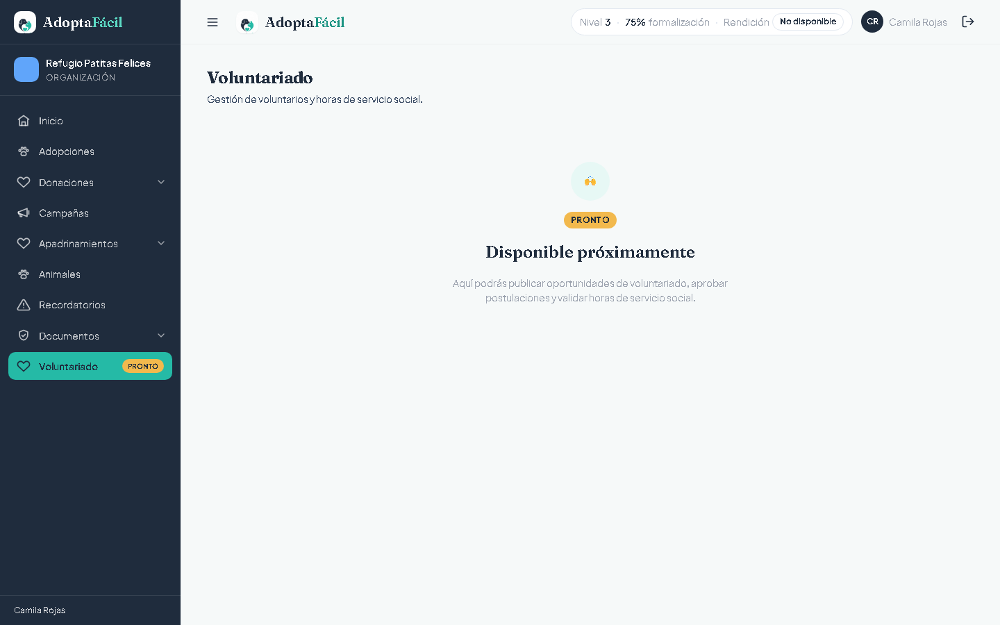 AdoptaFácil
Refugio Patitas Felices
ORGANIZACIÓN
Inicio
Adopciones
Donaciones
Campañas
Apadrinamientos
Animales
Recordatorios
Documentos
Voluntariado PRONTO
Camila Rojas
AdoptaFácil
Nivel 3 · 75% formalización · Rendición No disponible
CR Camila Rojas
Voluntariado
Gestión de voluntarios y horas de servicio social.
PRONTO
Disponible próximamente
Aquí podrás publicar oportunidades de voluntariado, aprobar
postulaciones y validar horas de servicio social.